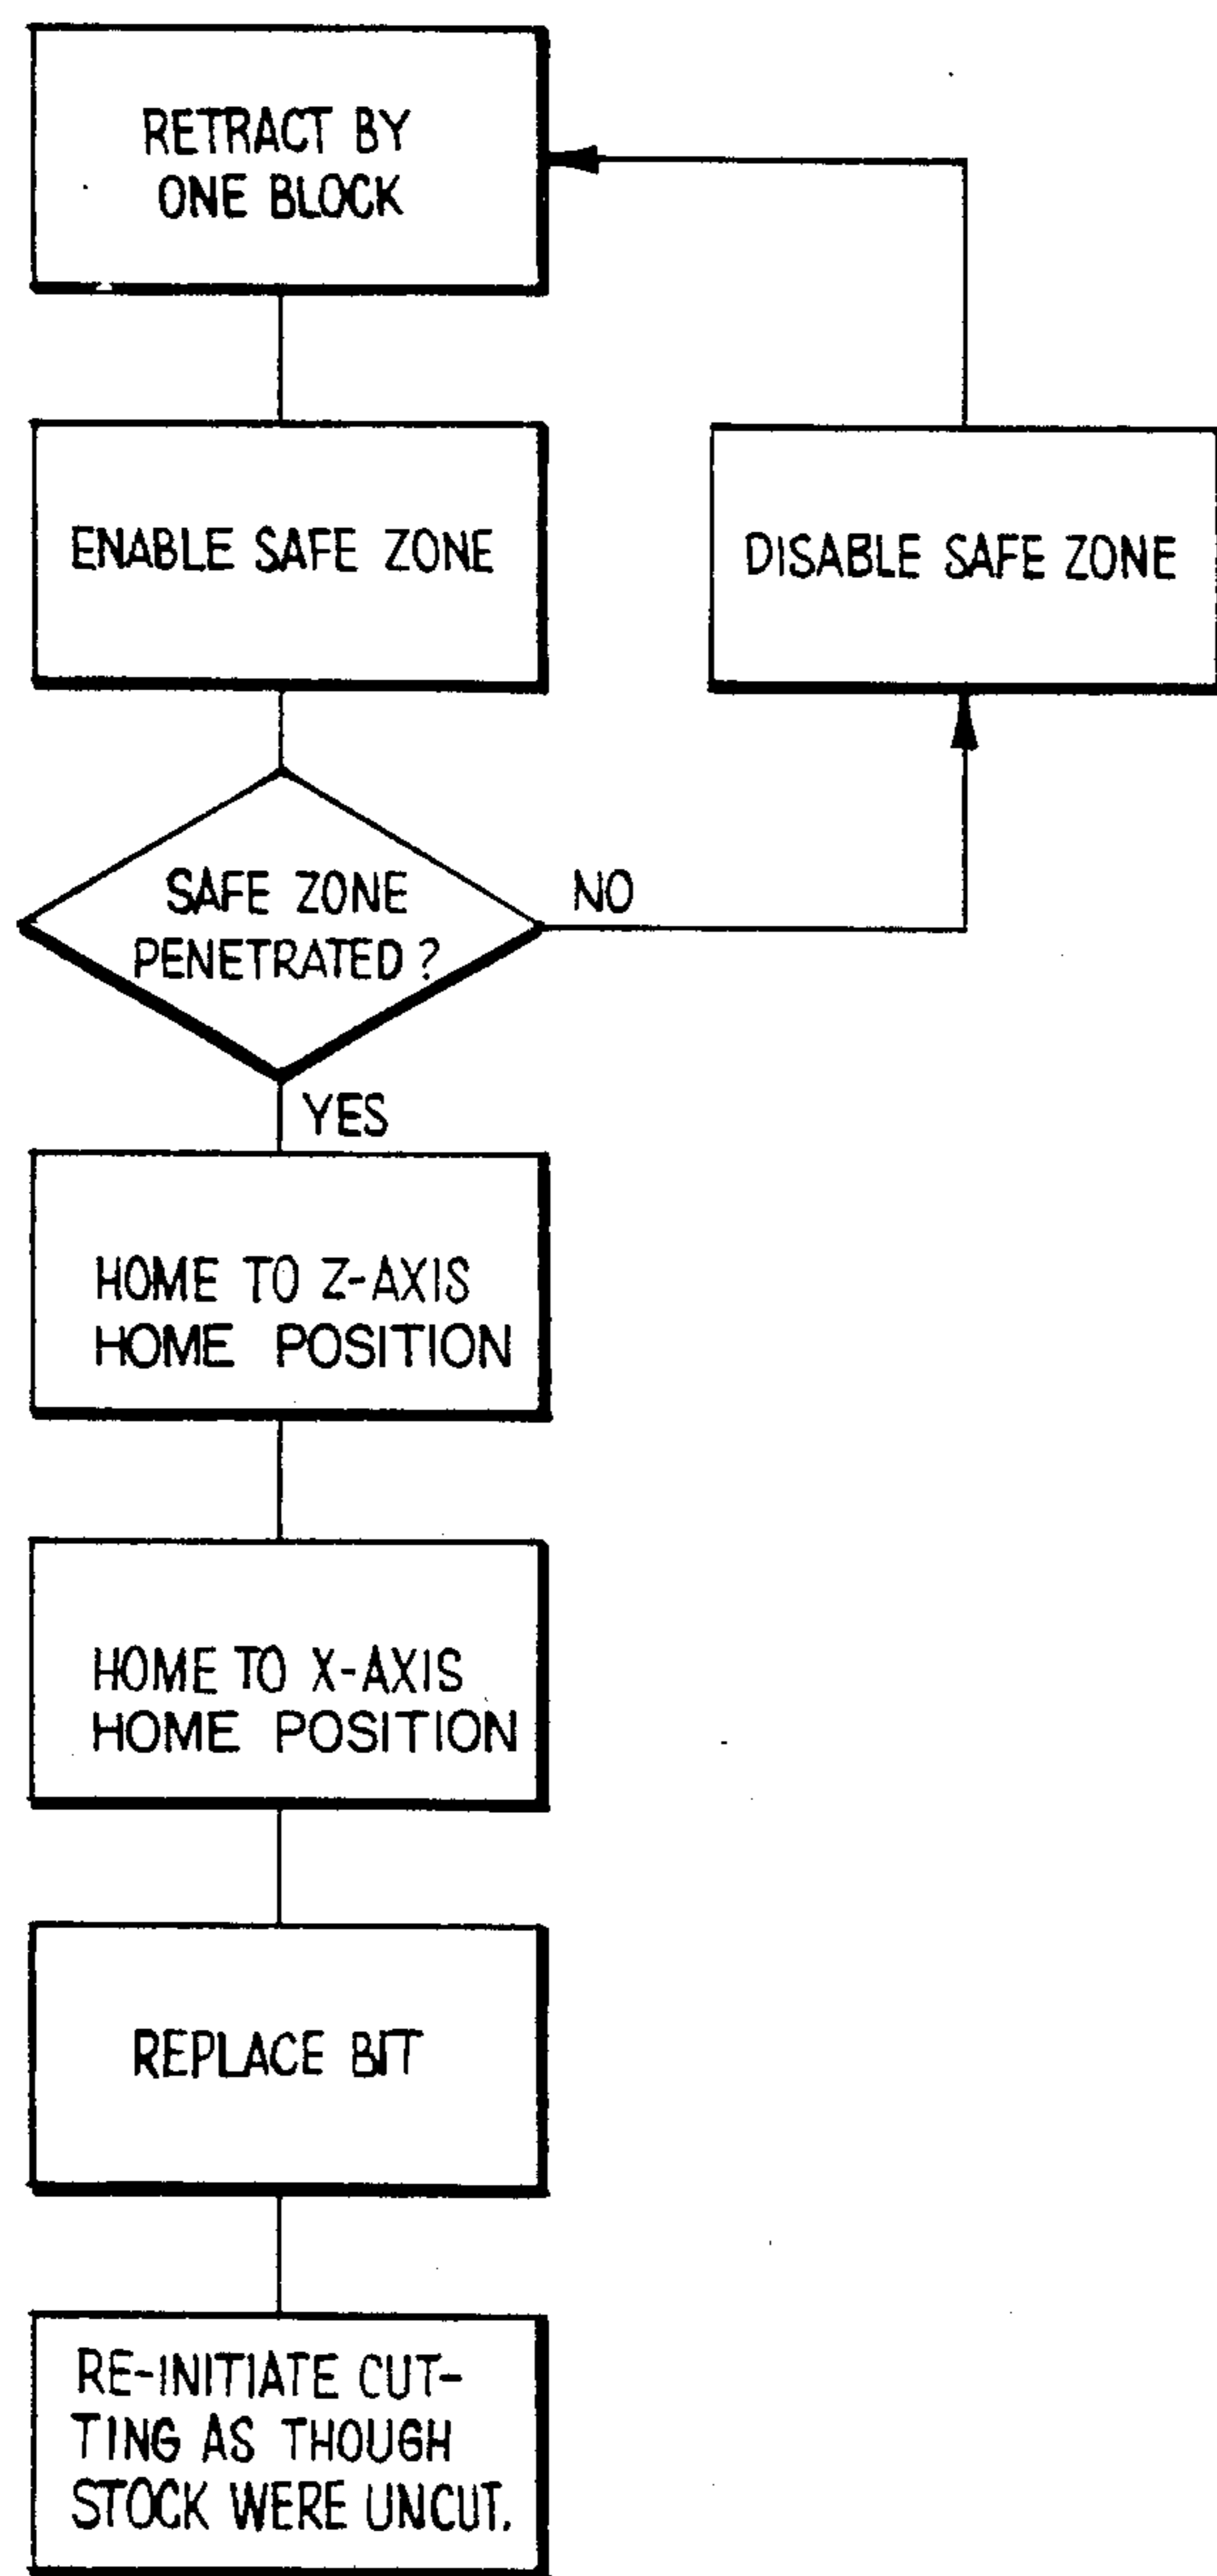 RETRACT BY
ONE BLOCK
ENABLE SAFE ZONE
DISABLE SAFE ZONE
SAFE ZONE
PENETRATED?
NO
YES
HOME TO Z-AXIS
HOME POSITION
HOME TO X-AXIS
HOME POSITION
REPLACE BIT
RE-INITIATE CUT-
TING AS THOUGH
STOCK WERE UNCUT.